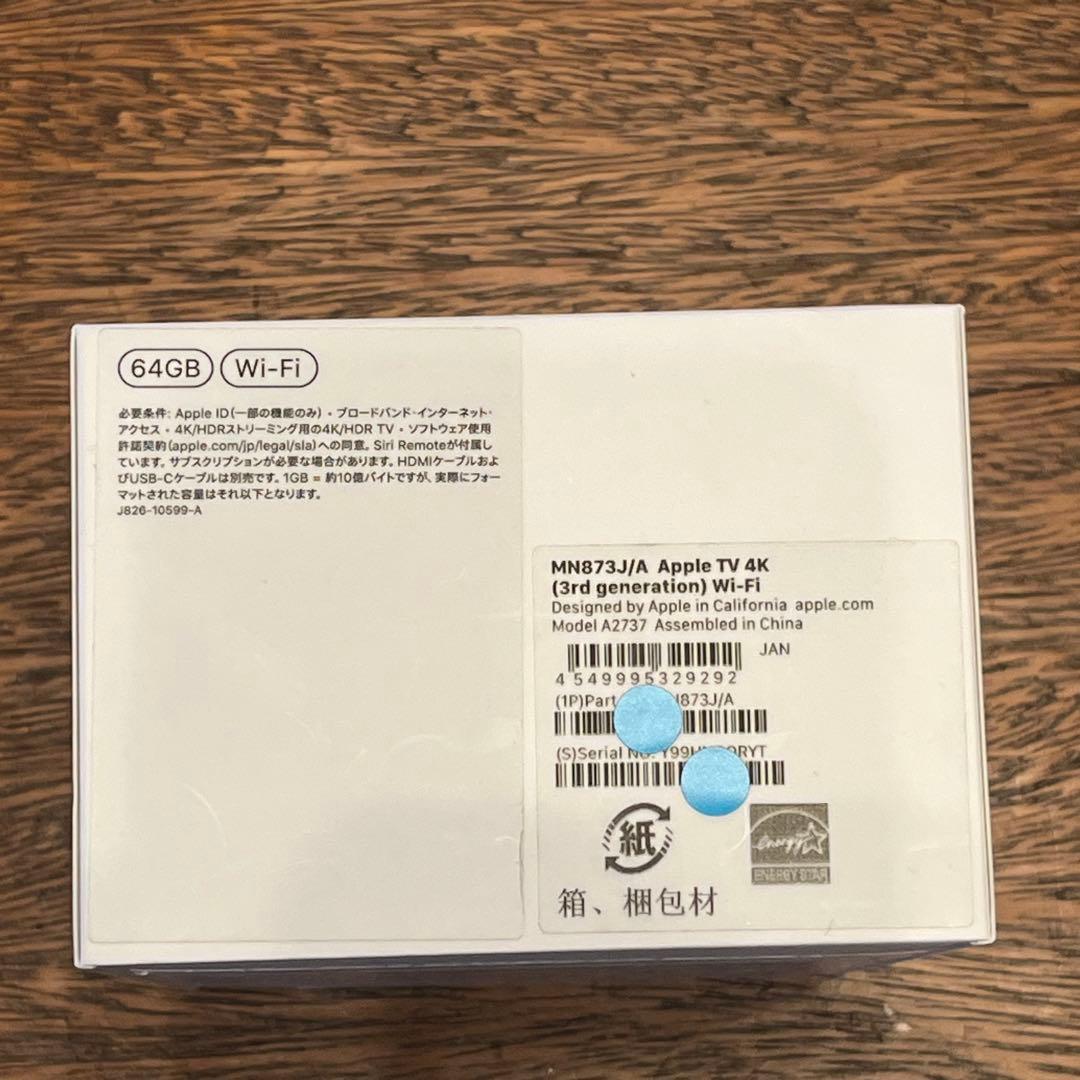 64GB Wi-Fi
必要条件: Apple ID(一部の機能のみ)・ブロードバンド・インターネット・
アクセス・4K/HDRストリーミング用の4K/HDR TV・ソフトウェア使用
許諾契約(apple.com/jp/legal/sla)への同意。Siri Remoteが付属し
ています。サブスクリプションが必要な場合があります。HDMIケーブルおよ
びUSB-Cケーブルは別売です。1GB = 約10億バイトですが、実際にフォー
マットされた容量はそれ以下となります。
J826-10599-A
MN873J/A Apple TV 4K
(3rd generation) Wi-Fi
Designed by Apple in California apple.com
Model A2737 Assembled in China
JAN
4 549995 329292
(1P)Part N873J/A
(S)Serial
紙
energy
ENERGY STAR
箱、梱包材